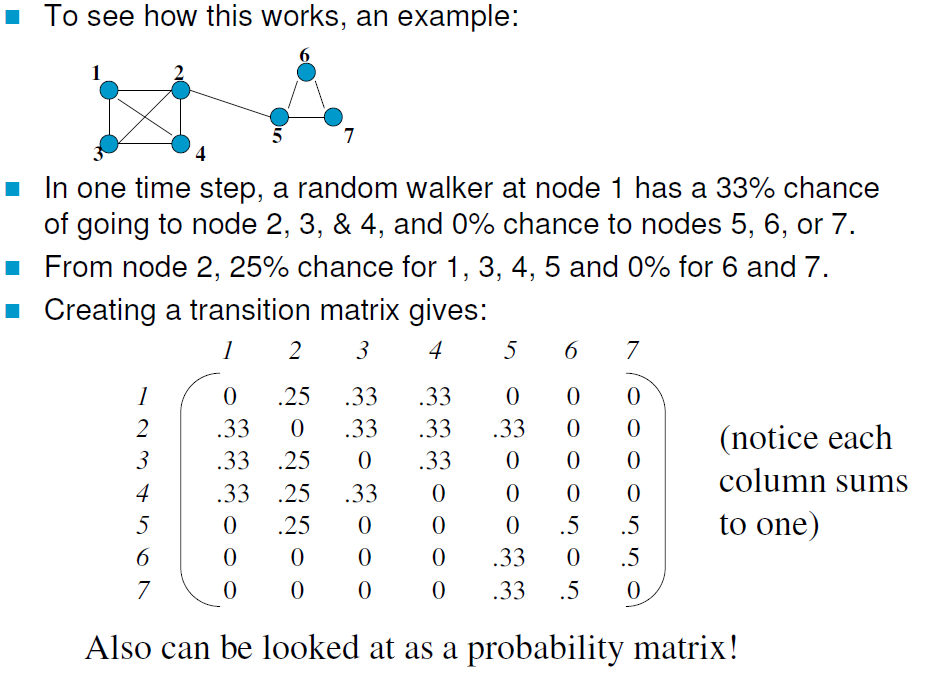 To see how this works, an example:
6
1 2
5 7
3 4
In one time step, a random walker at node 1 has a 33% chance
of going to node 2, 3, & 4, and 0% chance to nodes 5, 6, or 7.
From node 2, 25% chance for 1, 3, 4, 5 and 0% for 6 and 7.
Creating a transition matrix gives:
1 2 3 4 5 6 7
1 0 .25 .33 .33 0 0 0
2 .33 0 .33 .33 .33 0 0
3 .33 .25 0 .33 0 0 0
4 .33 .25 .33 0 0 0 0
5 0 .25 0 0 0 .5 .5
6 0 0 0 0 .33 0 .5
7 0 0 0 0 .33 .5 0
(notice each
column sums
to one)
Also can be looked at as a probability matrix!